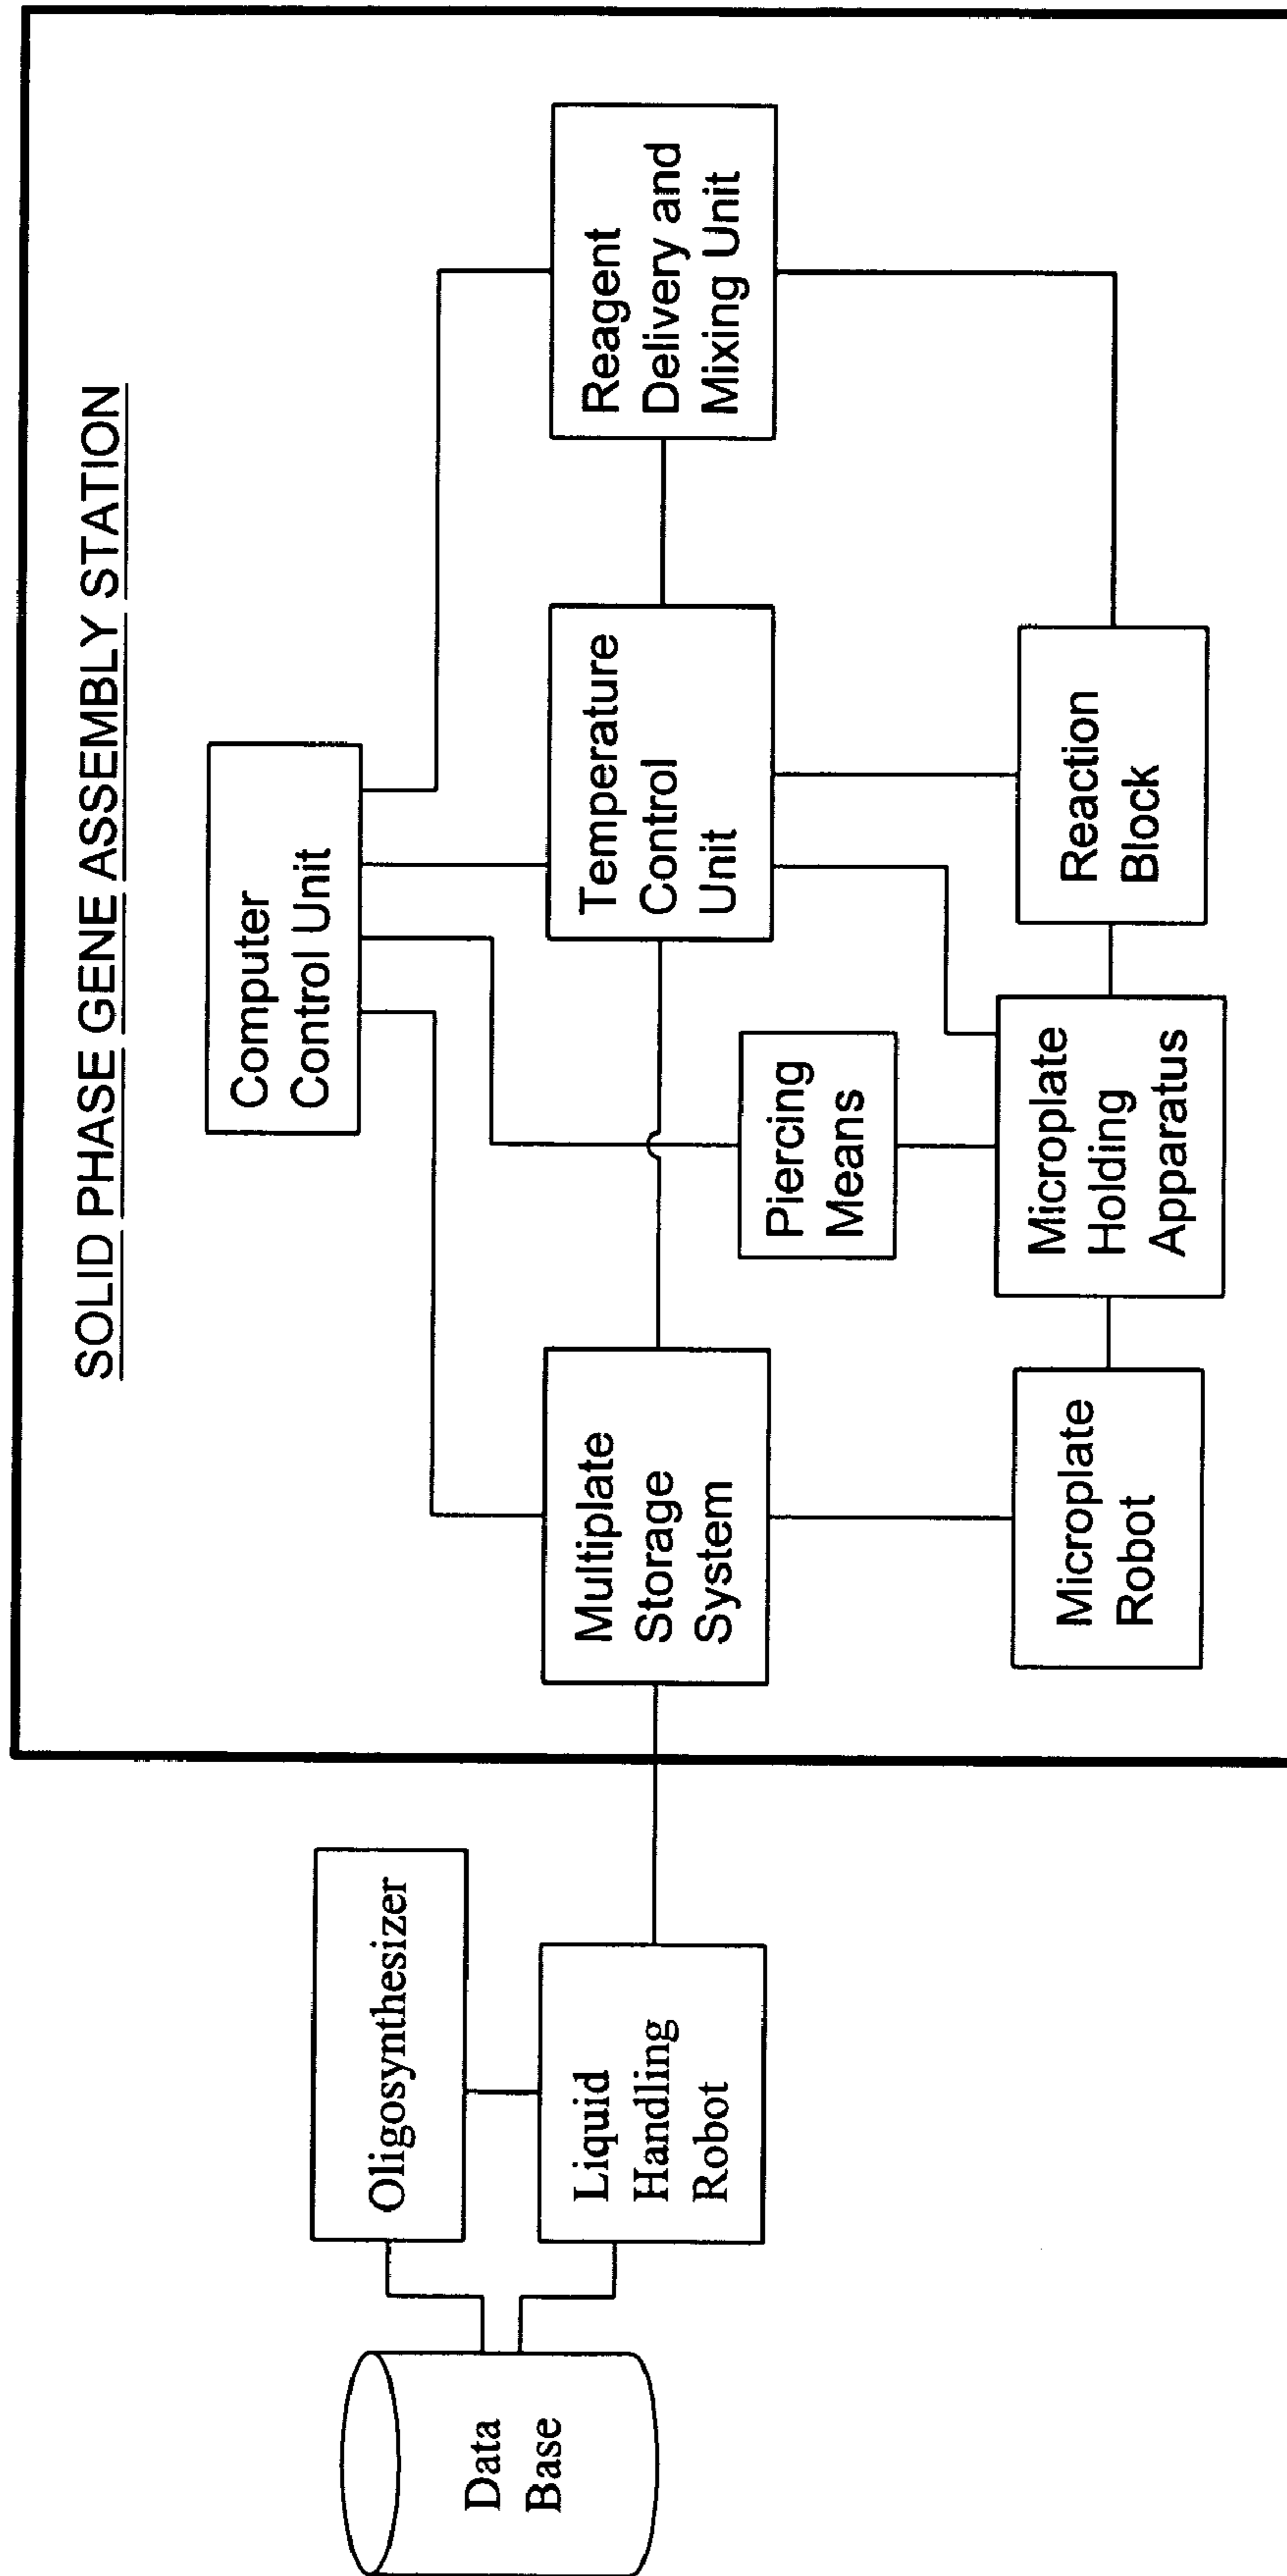 SOLID PHASE GENE ASSEMBLY STATION
Computer
Control Unit
Oligosynthesizer
Data
Base
Liquid
Handling
Robot
Multiplate
Storage
System
Temperature
Control
Unit
Reagent
Delivery and
Mixing Unit
Piercing
Means
Microplate
Robot
Microplate
Holding
Apparatus
Reaction
Block